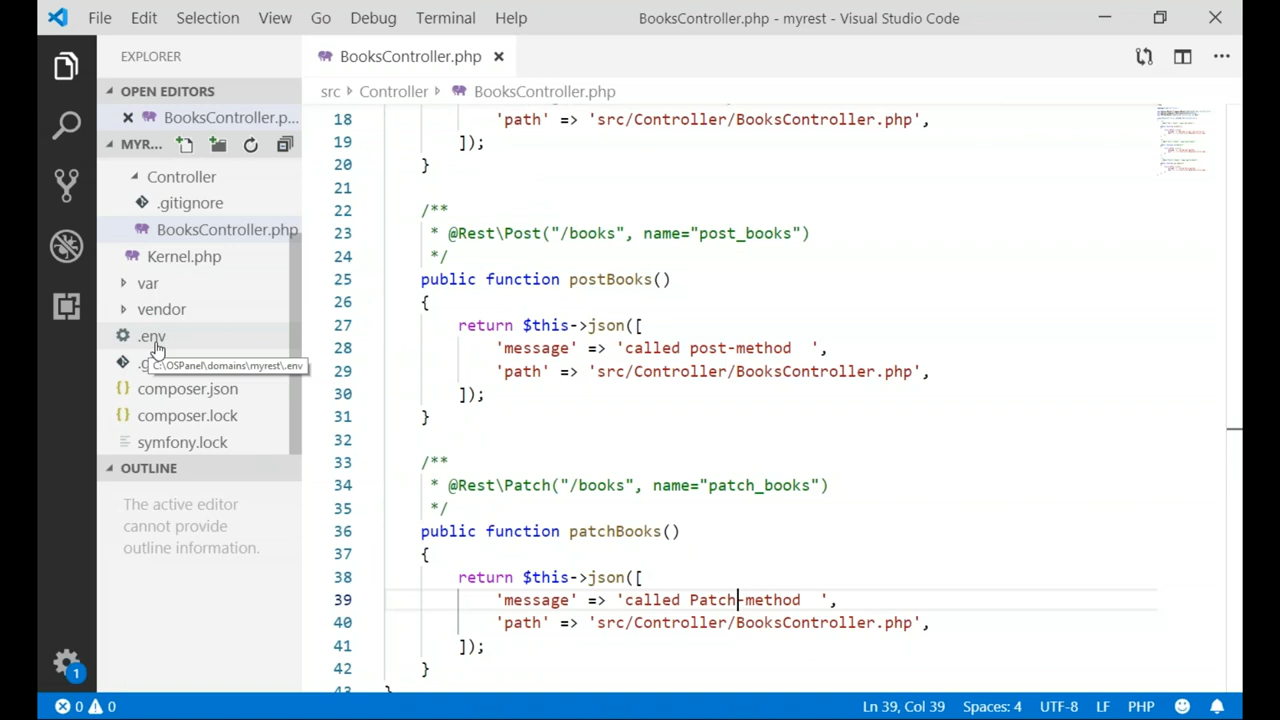 File Edit Selection View Go Debug Terminal Help BooksController.php - myrest - Visual Studio Code
EXPLORER
OPEN EDITORS
BooksController.p...
MYR...
Controller
.gitignore
BooksController.php
Kernel.php
var
vendor
.env
C:\OSPanel\domains\myrest\.env
composer.json
composer.lock
symfony.lock
OUTLINE
The active editor
cannot provide
outline information.
1
BooksController.php
src Controller BooksController.php
18 'path' => 'src/Controller/BooksController.php',
19 ]);
20 }
21
22 /**
23 * @Rest\Post("/books", name="post_books")
24 */
25 public function postBooks()
26 {
27 return $this->json([
28 'message' => 'called post-method  ',
29 'path' => 'src/Controller/BooksController.php',
30 ]);
31 }
32
33 /**
34 * @Rest\Patch("/books", name="patch_books")
35 */
36 public function patchBooks()
37 {
38 return $this->json([
39 'message' => 'called Patch-method  ',
40 'path' => 'src/Controller/BooksController.php',
41 ]);
42 }
43 }
0 0 Ln 39, Col 39 Spaces: 4 UTF-8 LF PHP